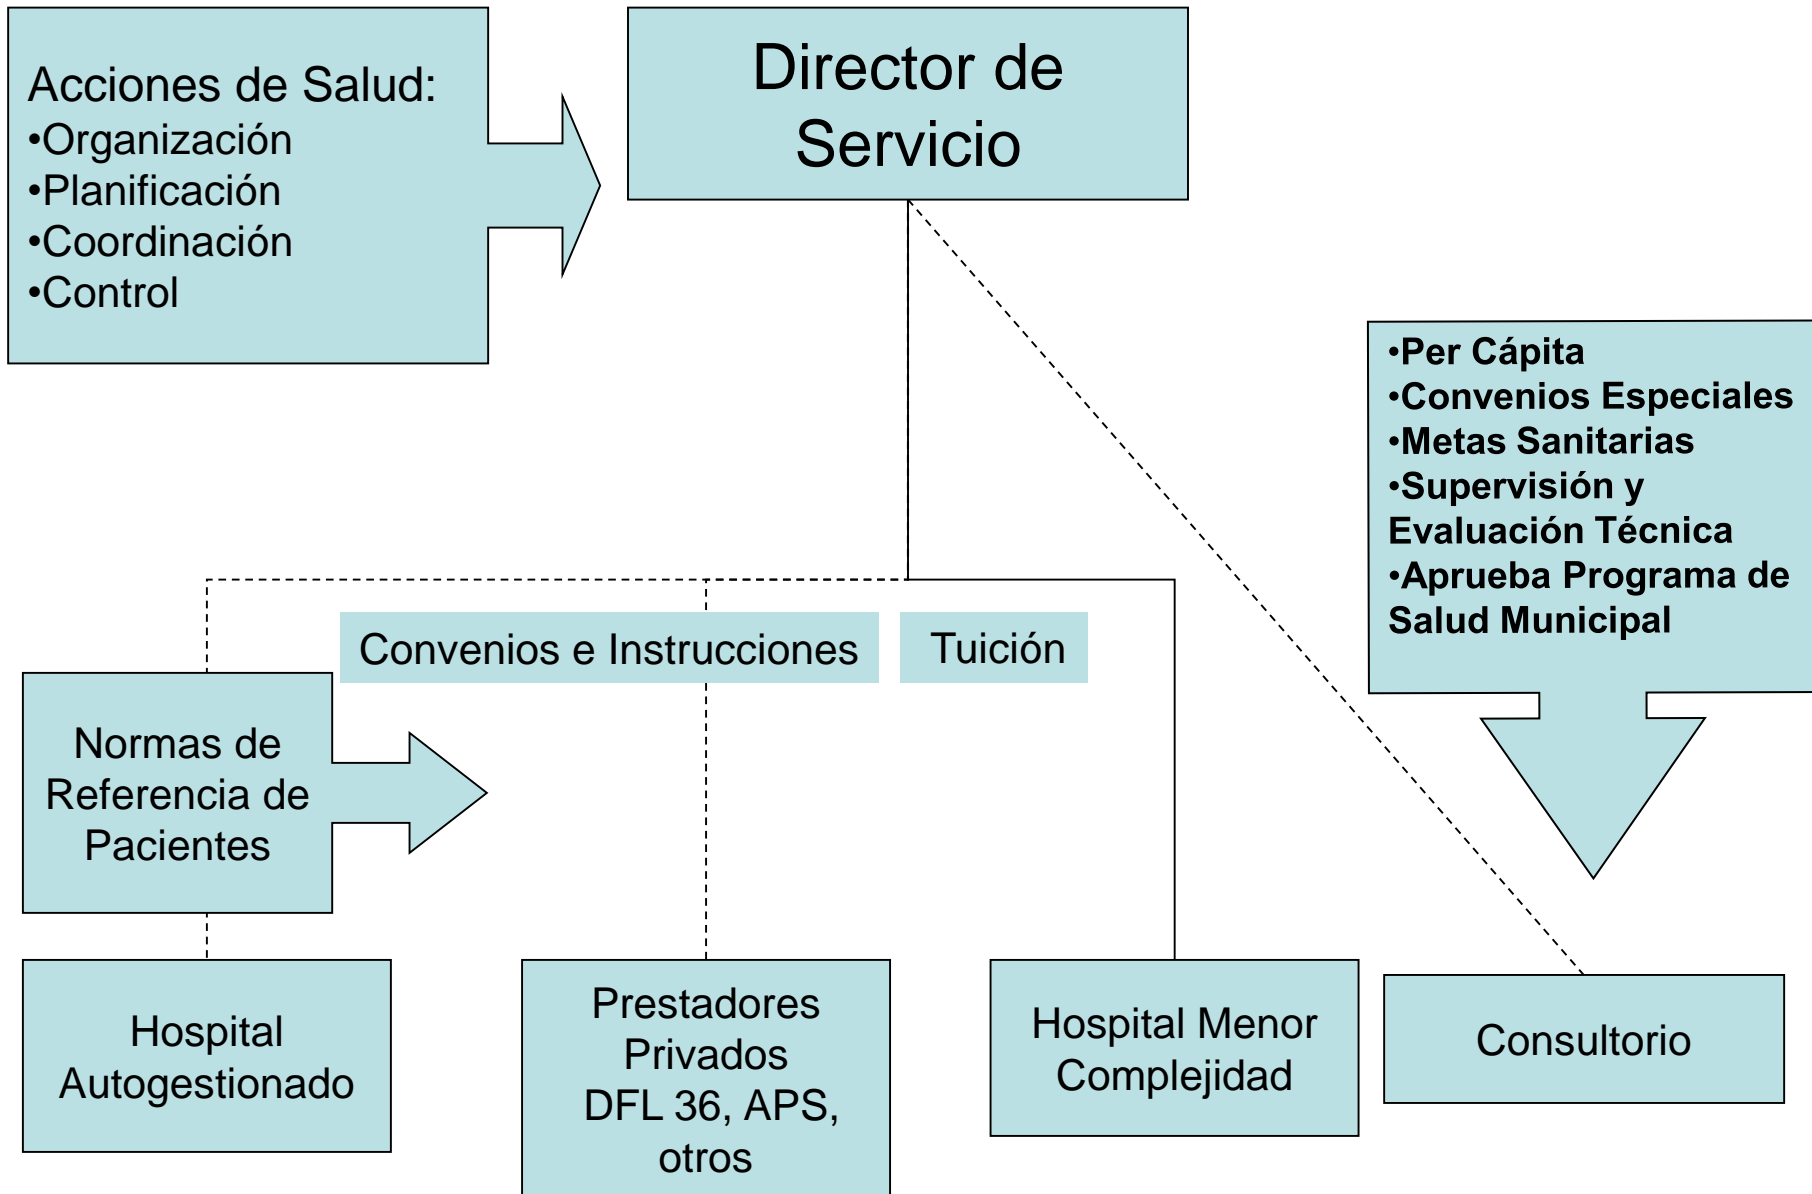 Acciones de Salud:
•Organización
•Planificación
•Coordinación
•Control
Director de
Servicio
•Per Cápita
•Convenios Especiales
•Metas Sanitarias
•Supervisión y
Evaluación Técnica
•Aprueba Programa de
Salud Municipal
Convenios e Instrucciones
Tuición
Normas de
Referencia de
Pacientes
Hospital
Autogestionado
Prestadores
Privados
DFL 36, APS,
otros
Hospital Menor
Complejidad
Consultorio